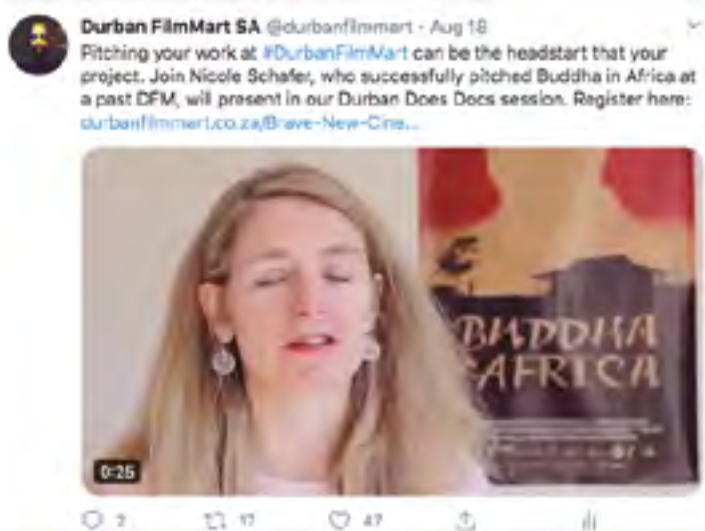 Durban FilmMart SA @durbanfilmmart · Aug 18
Pitching your work at #DurbanFilmMart can be the headstart that your
project. Join Nicole Schafer, who successfully pitched Buddha in Africa at
a past DFM, will present in our Durban Does Docs session. Register here:
durbanfilmmart.co.za/Brave-New-Cine...
BUDDHA
AFRICA
0:25
2 17 47